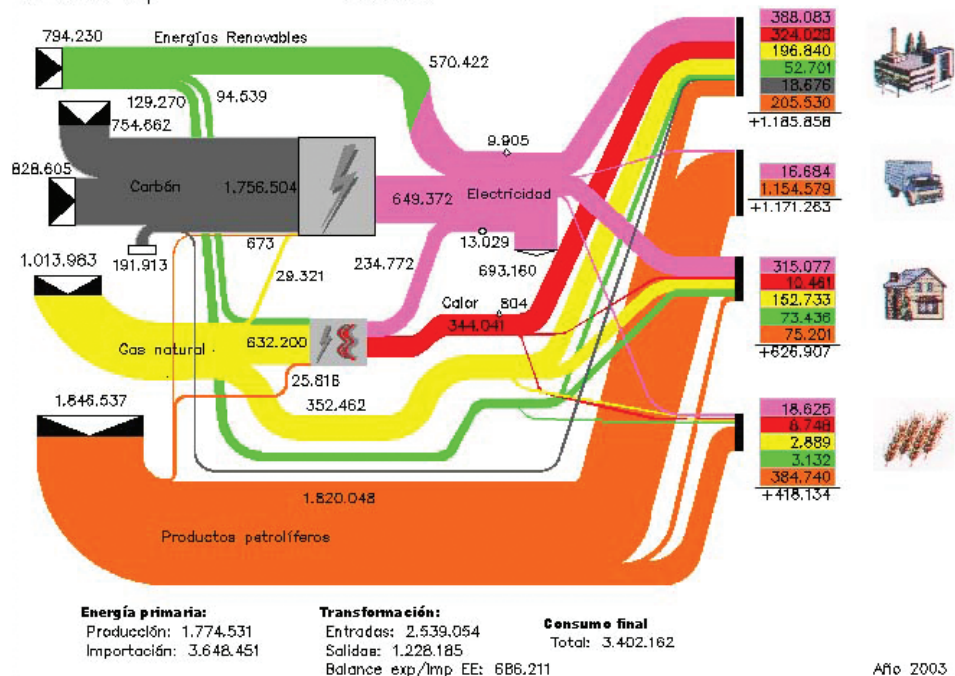 794.230
Energías Renovables
570.422
129.270
94.539
754.662
828.605
Carbón
1.756.504
649.372
9.905
Electricidad
13.029
693.160
191.913
673
29.321
234.772
1.013.983
Calor
804
344.041
Gas natural
632.200
25.816
352.462
1.846.537
1.820.048
Productos petrolíferos
388.083
324.028
196.840
52.701
18.676
205.530
+1.185.858
16.684
1.154.579
+1.171.263
315.077
10.461
152.733
73.436
75.201
+626.907
18.625
8.748
2.889
3.132
384.740
+418.134
Energía primaria:
Producción: 1.774.531
Importación: 3.648.451
Transformación:
Entradas: 2.539.054
Salidas: 1.228.185
Balance exp/Imp EE: 686.211
Consumo final
Total: 3.402.162
Año 2003